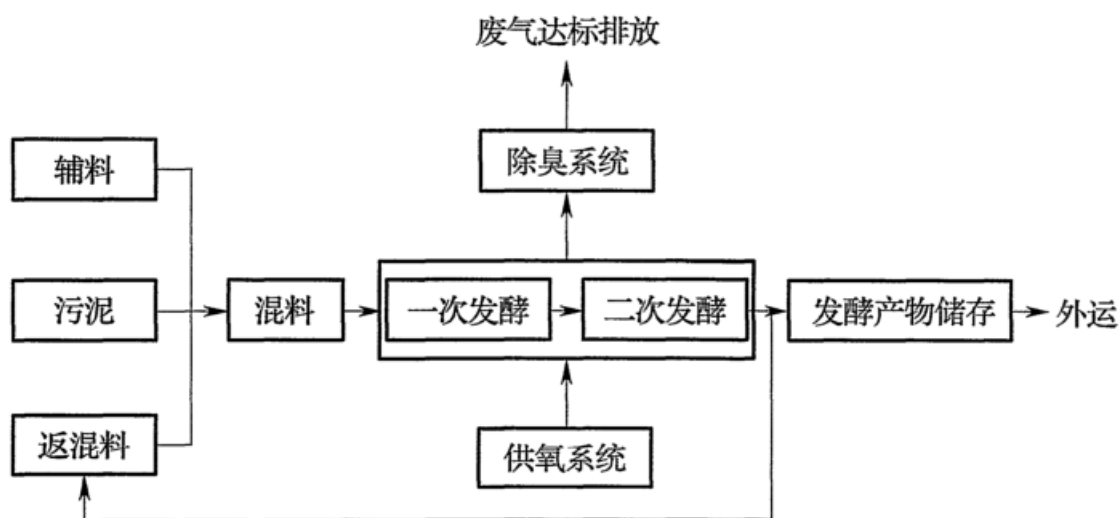 废气达标排放
辅料
除臭系统
污泥
混料
一次发酵
二次发酵
发酵产物储存
外运
返混料
供氧系统